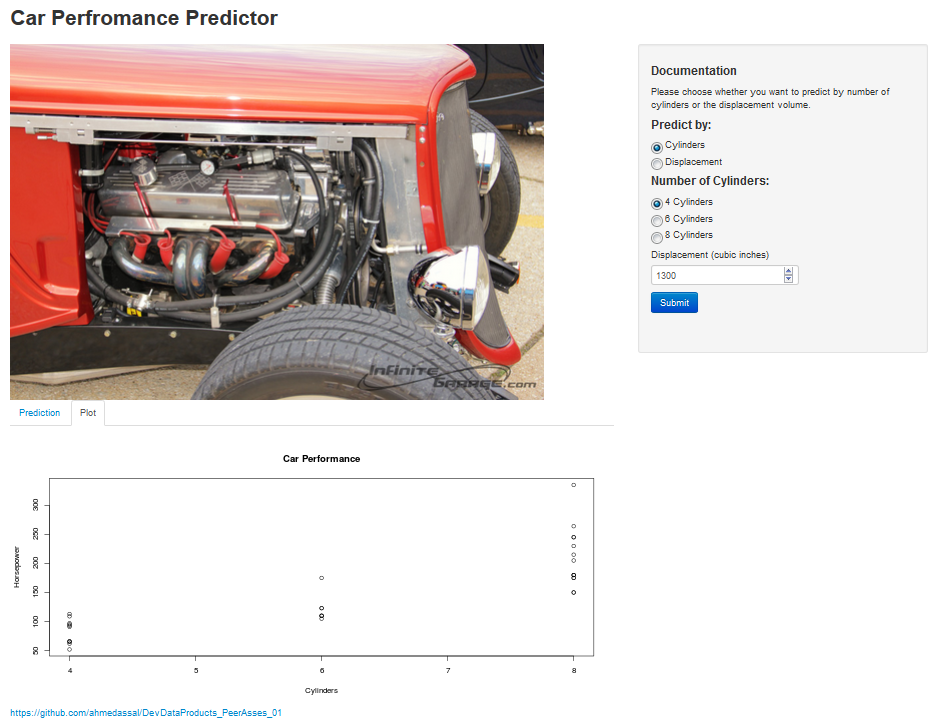 Car Perfromance Predictor
InFiniTE
GARAGE.com
Documentation
Please choose whether you want to predict by number of
cylinders or the displacement volume.
Predict by:
Cylinders
Displacement
Number of Cylinders:
4 Cylinders
6 Cylinders
8 Cylinders
Displacement (cubic inches)
1300
Submit
Prediction Plot
Car Performance
Horsepower
300
250
200
150
100
50
4 5 6 7 8
Cylinders
https://github.com/ahmedassal/DevDataProducts_PeerAsses_01